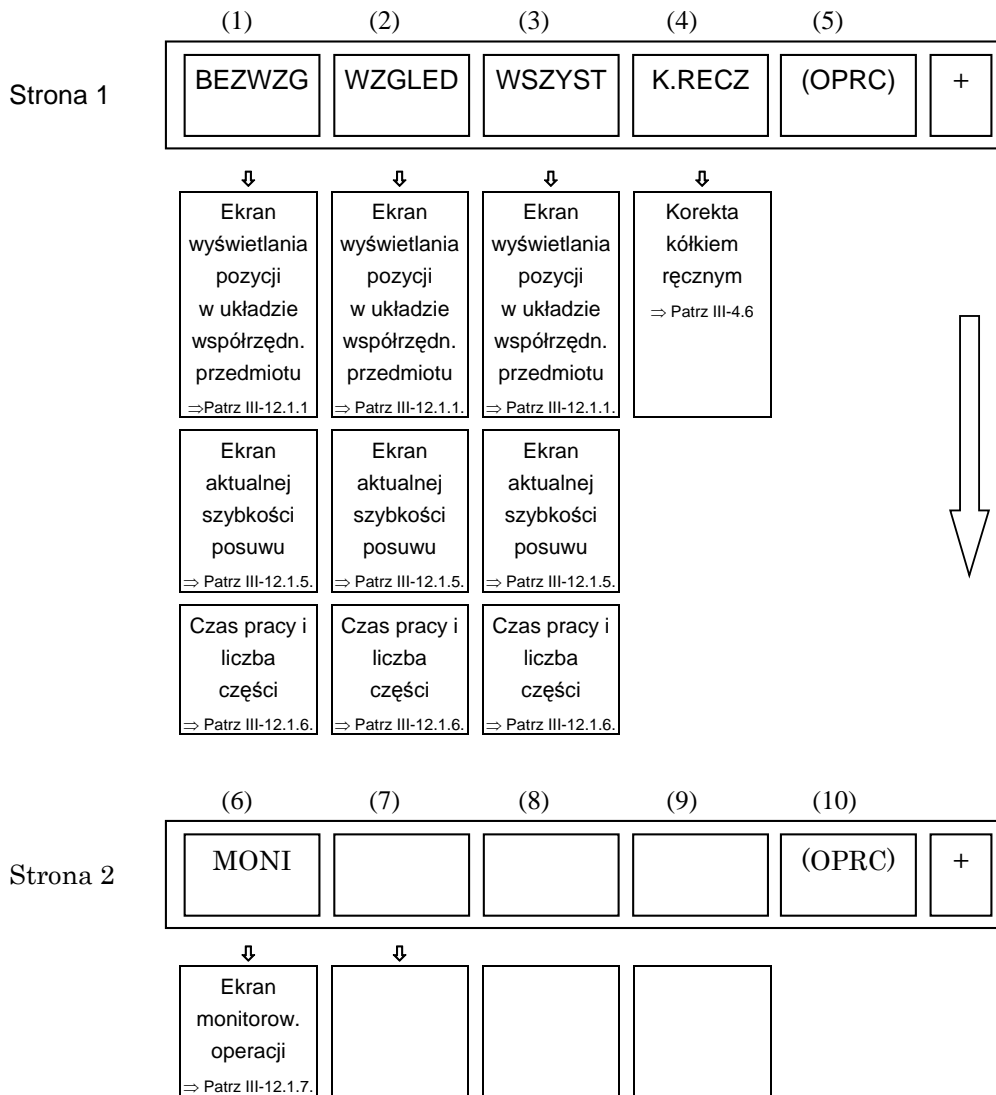 (1) (2) (3) (4) (5)
Strona 1 BEZWZG WZGLED WSZYST K.RECZ (OPRC) +
⇩ ⇩ ⇩ ⇩
Ekran Ekran Ekran Korekta
wyświetlania wyświetlania wyświetlania kółkiem
pozycji pozycji pozycji ręcznym
w układzie w układzie w układzie ⇒ Patrz III-4.6
współrzędn. współrzędn. współrzędn.
przedmiotu przedmiotu przedmiotu
⇒Patrz III-12.1.1 ⇒ Patrz III-12.1.1. ⇒ Patrz III-12.1.1.
Ekran Ekran Ekran
aktualnej aktualnej aktualnej
szybkości szybkości szybkości
posuwu posuwu posuwu
⇒ Patrz III-12.1.5. ⇒ Patrz III-12.1.5. ⇒ Patrz III-12.1.5.
Czas pracy i Czas pracy i Czas pracy i
liczba liczba liczba
części części części
⇒ Patrz III-12.1.6. ⇒ Patrz III-12.1.6. ⇒ Patrz III-12.1.6.
(6) (7) (8) (9) (10)
Strona 2 MONI (OPRC) +
⇩ ⇩
Ekran
monitorow.
operacji
⇒ Patrz III-12.1.7.